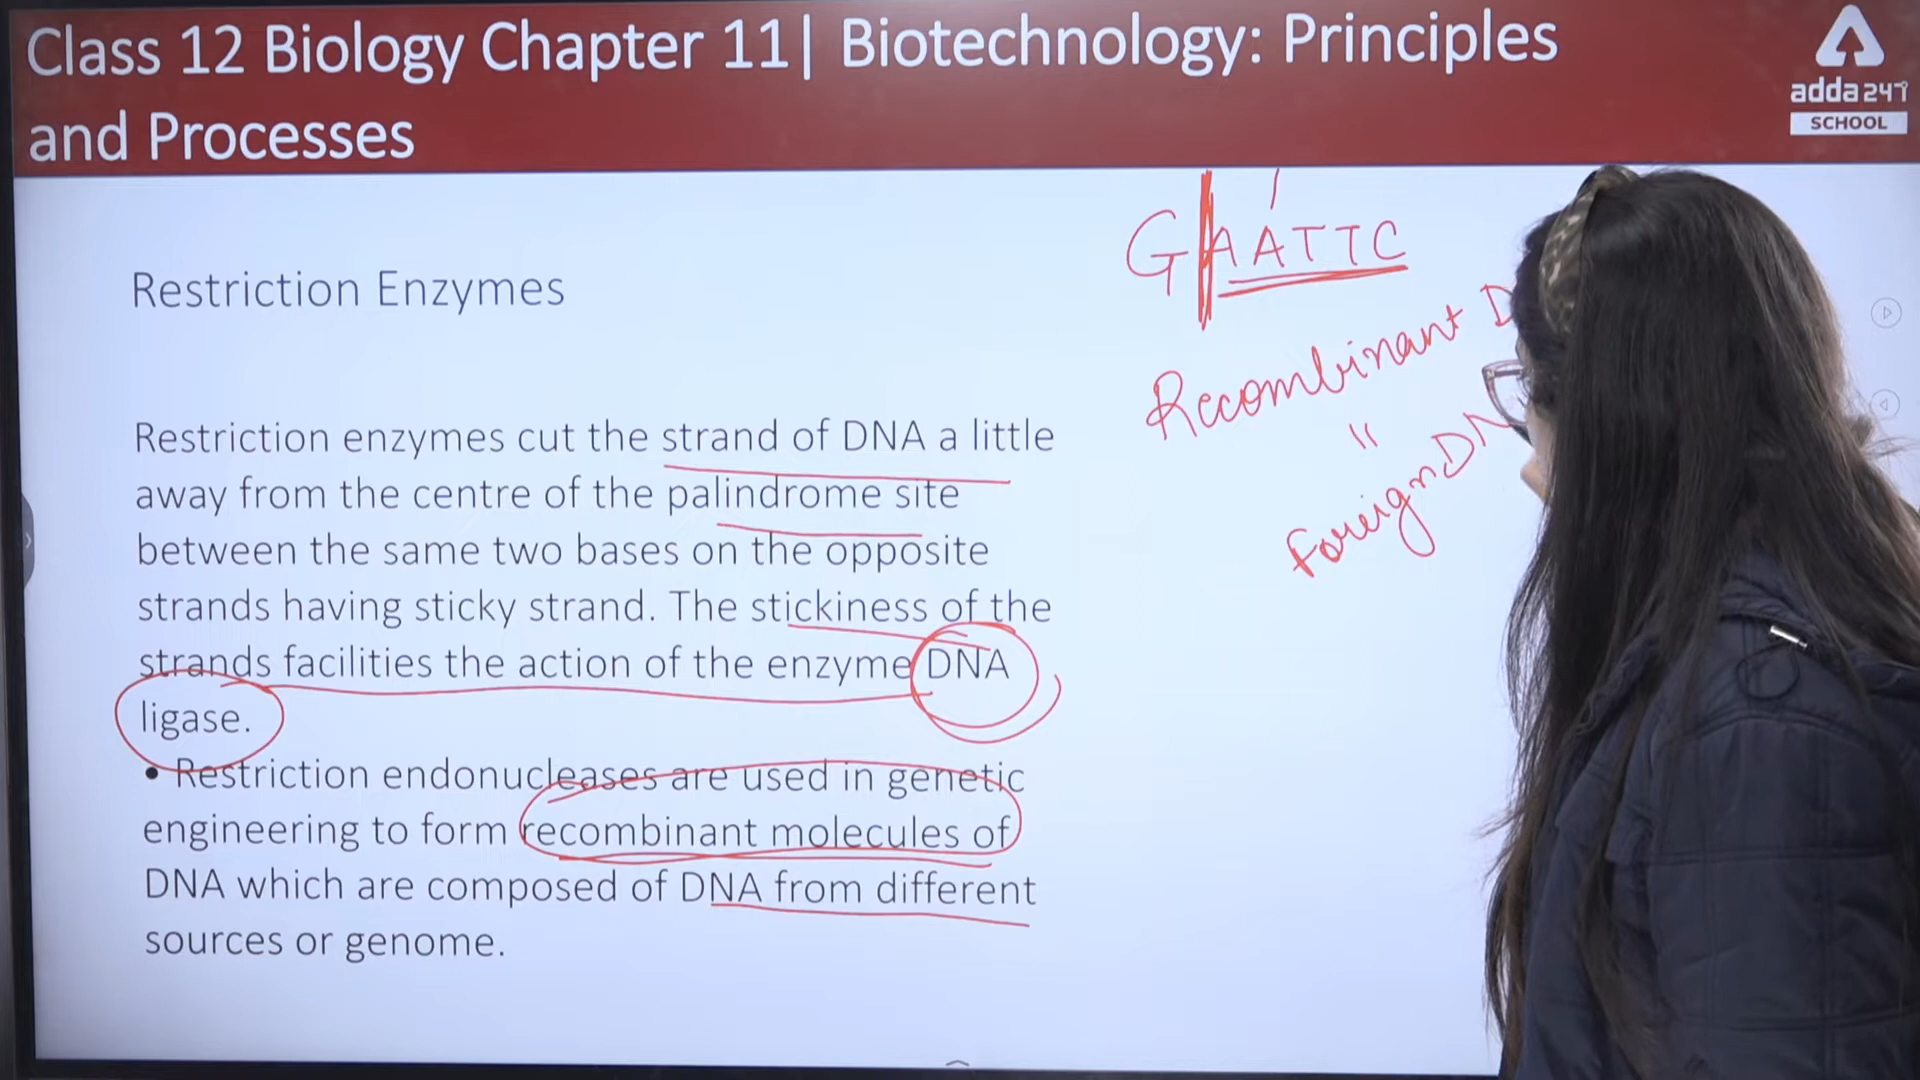 Class 12 Biology Chapter 11| Biotechnology: Principles
and Processes
adda247
SCHOOL
GAATTC
Restriction Enzymes
Recombinant D
"
Foreign DN
Restriction enzymes cut the strand of DNA a little
away from the centre of the palindrome site
between the same two bases on the opposite
strands having sticky strand. The stickiness of the
strands facilities the action of the enzyme DNA
ligase.
• Restriction endonucleases are used in genetic
engineering to form recombinant molecules of
DNA which are composed of DNA from different
sources or genome.